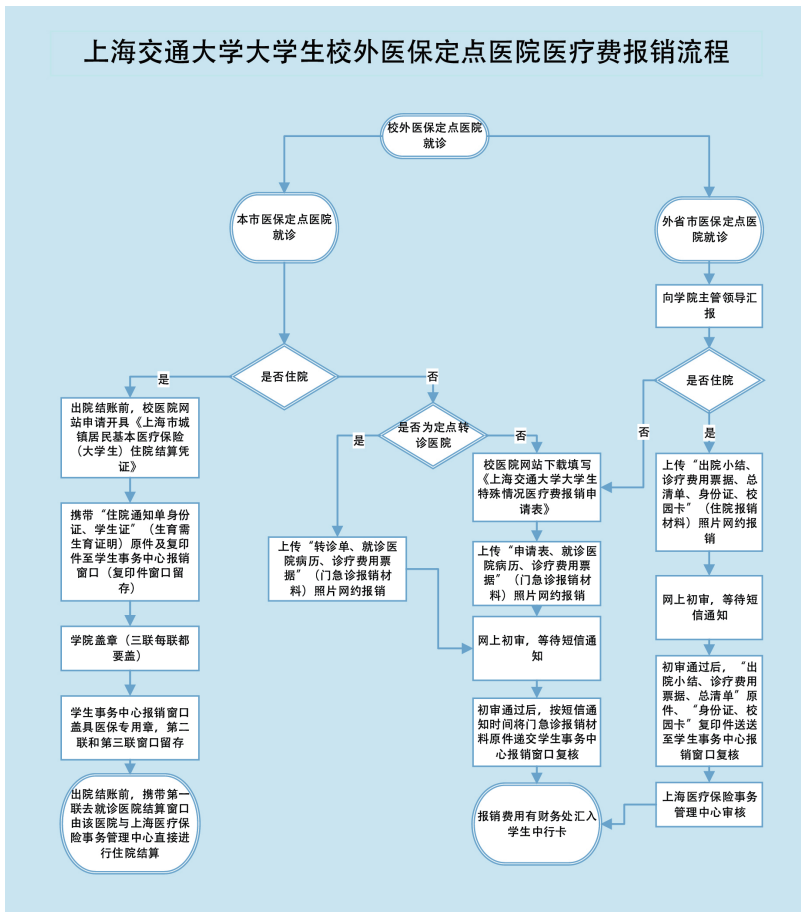 上海交通大学大学生校外医保定点医院医疗费报销流程
校外医保定点医院
就诊
本市医保定点医院
就诊
外省市医保定点医
院就诊
向学院主管领导汇
报
是否住院
是否住院
是
否
是否为定点转
诊医院
是
否
否
是
出院结账前，校医院网
站申请开具《上海市城
镇居民基本医疗保险
（大学生）住院结算凭
证》
携带“住院通知单身份
证、学生证”（生育需
生育证明）原件及复印
件至学生事务中心报销
窗口（复印件窗口留
存）
学院盖章（三联每联都
要盖）
学生事务中心报销窗口
盖具医保专用章，第二
联和第三联窗口留存
出院结账前，携带第一
联去就诊医院结算窗口
由该医院与上海医疗保
险事务管理中心直接进
行住院结算
上传“转诊单、就诊医
院病历、诊疗费用票
据”（门急诊报销材
料）照片网约报销
校医院网站下载填写
《上海交通大学大学生
特殊情况医疗费报销申
请表》
上传“申请表、就诊医
院病历、诊疗费用票
据”（门急诊报销材
料）照片网约报销
网上初审，等待短信通
知
初审通过后，按短信通
知时间将门急诊报销材
料原件递交学生事务中
心报销窗口复核
报销费用有财务处汇入
学生中行卡
上传“出院小结、
诊疗费用票据、总
清单、身份证、校
园卡”（住院报销
材料）照片网约报
销
网上初审，等待短
信通知
初审通过后，“出
院小结、诊疗费用
票据、总清单”原
件、“身份证、校
园卡”复印件送送
至学生事务中心报
销窗口复核
上海医疗保险事务
管理中心审核